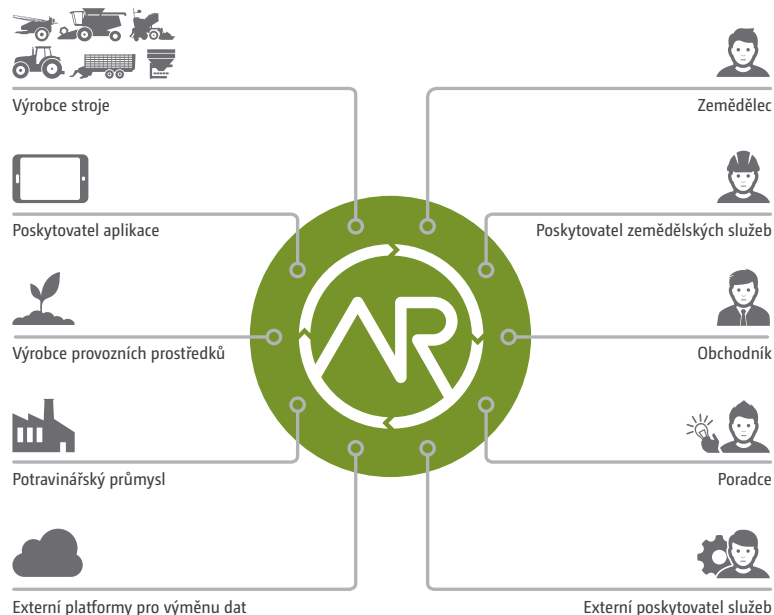 Výrobce stroje
Zemědělec
Poskytovatel aplikace
Poskytovatel zemědělských služeb
AR
Výrobce provozních prostředků
Obchodník
Potravinářský průmysl
Poradce
Externí platformy pro výměnu dat
Externí poskytovatel služeb